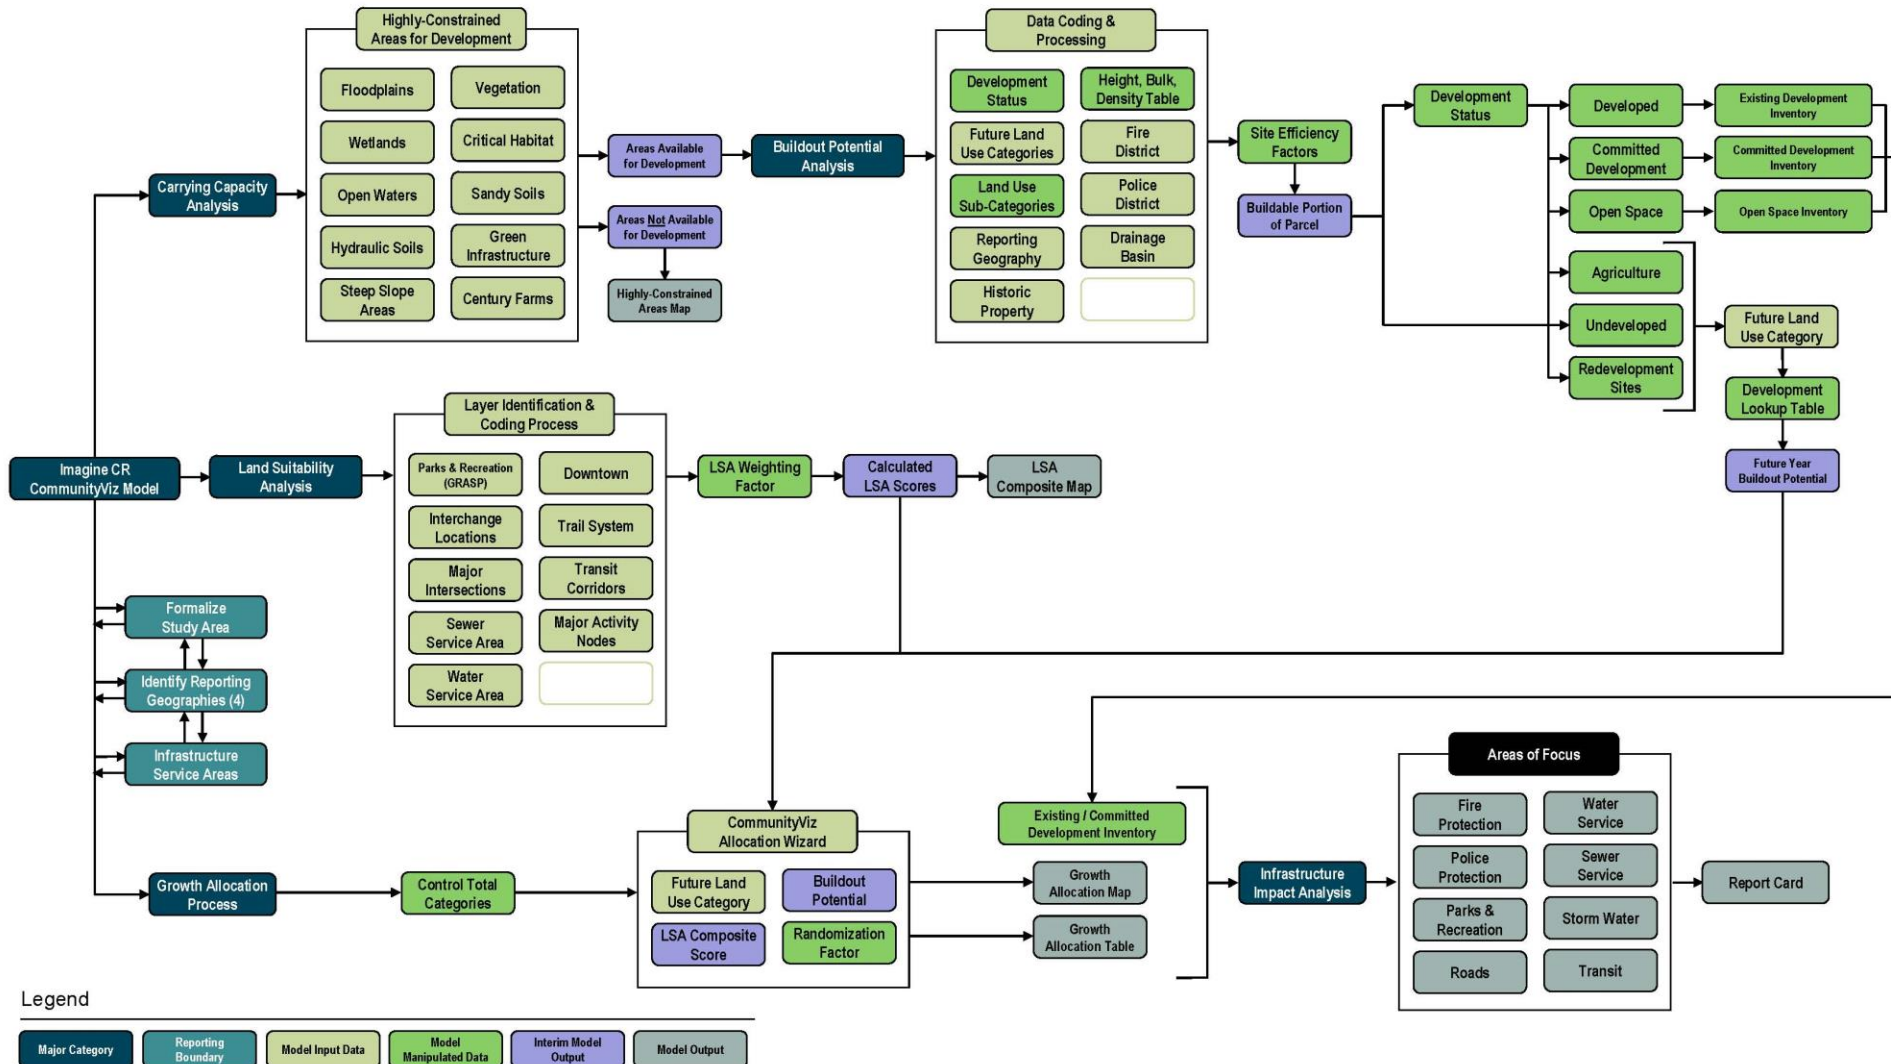 Highly-Constrained
Areas for Development
Floodplains
Vegetation
Wetlands
Critical Habitat
Open Waters
Sandy Soils
Hydraulic Soils
Green
Infrastructure
Steep Slope
Areas
Century Farms
Carrying Capacity
Analysis
Areas Available
for Development
Areas Not Available
for Development
Highly-Constrained
Areas Map
Buildout Potential
Analysis
Data Coding &
Processing
Development
Status
Height, Bulk,
Density Table
Future Land
Use Categories
Fire
District
Land Use
Sub-Categories
Police
District
Reporting
Geography
Drainage
Basin
Historic
Property
Site Efficiency
Factors
Buildable Portion
of Parcel
Development
Status
Developed
Existing Development
Inventory
Committed
Development
Committed Development
Inventory
Open Space
Open Space Inventory
Agriculture
Undeveloped
Redevelopment
Sites
Future Land
Use Category
Development
Lookup Table
Future Year
Buildout Potential
Imagine CR
CommunityViz Model
Land Suitability
Analysis
Layer Identification &
Coding Process
Parks & Recreation
(GRASP)
Downtown
Interchange
Locations
Trail System
Major
Intersections
Transit
Corridors
Sewer
Service Area
Major Activity
Nodes
Water
Service Area
LSA Weighting
Factor
Calculated
LSA Scores
LSA
Composite Map
Formalize
Study Area
Identify Reporting
Geographies (4)
Infrastructure
Service Areas
Growth Allocation
Process
Control Total
Categories
CommunityViz
Allocation Wizard
Future Land
Use Category
Buildout
Potential
LSA Composite
Score
Randomization
Factor
Existing / Committed
Development Inventory
Growth
Allocation Map
Growth
Allocation Table
Infrastructure
Impact Analysis
Areas of Focus
Fire
Protection
Water
Service
Police
Protection
Sewer
Service
Parks &
Recreation
Storm Water
Roads
Transit
Report Card
Legend
Major Category
Reporting
Boundary
Model Input Data
Model
Manipulated Data
Interim Model
Output
Model Output